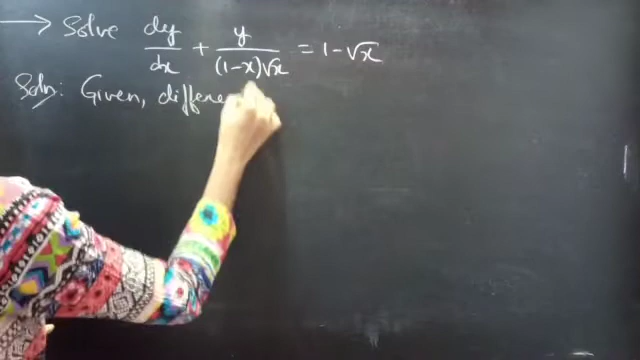 → Solve dy/dx + y/((1-x)√x) = 1-√x
Soln: Given, differe